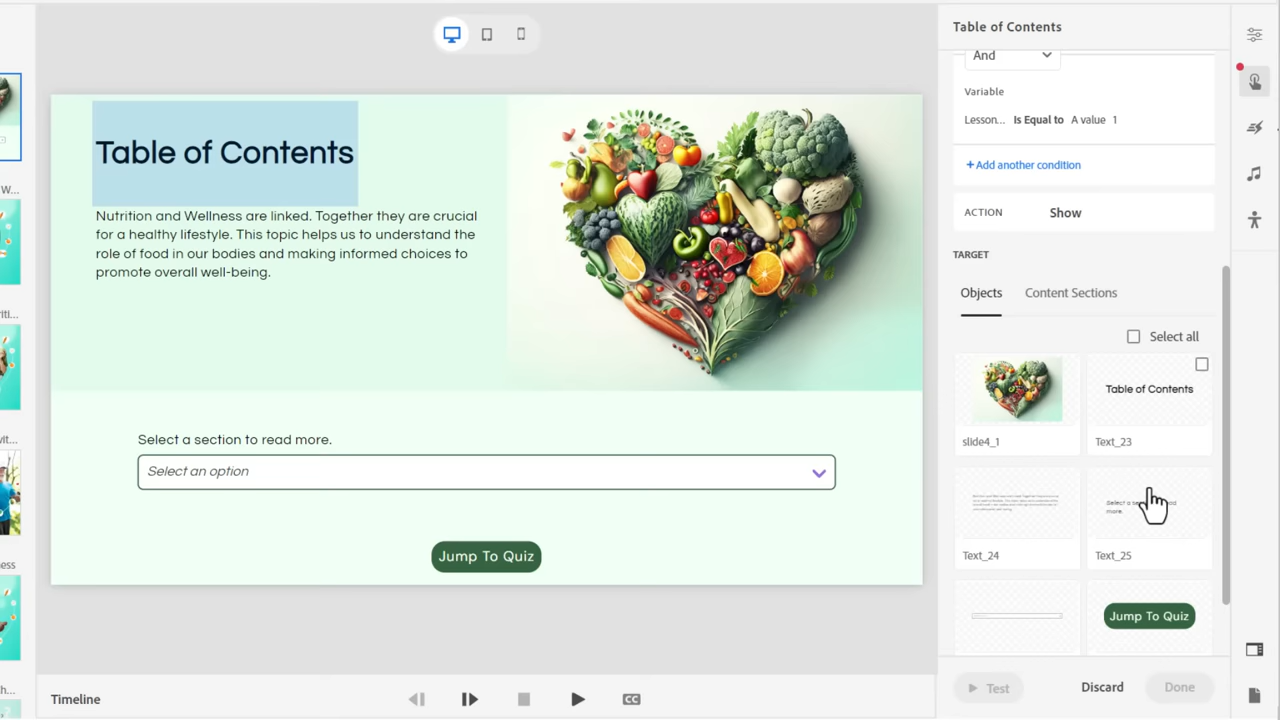 Table of Contents
And
Variable
Lesson... Is Equal to A value 1
+Add another condition
ACTION Show
TARGET
Objects Content Sections
Select all
Table of Contents
slide4_1 Text_23
Text_24 Text_25
Jump To Quiz
Test Discard Done
Table of Contents
Nutrition and Wellness are linked. Together they are crucial
for a healthy lifestyle. This topic helps us to understand the
role of food in our bodies and making informed choices to
promote overall well-being.
Select a section to read more.
Select an option
Jump To Quiz
Timeline
CC
W...
iti...
wit...
ess
h...